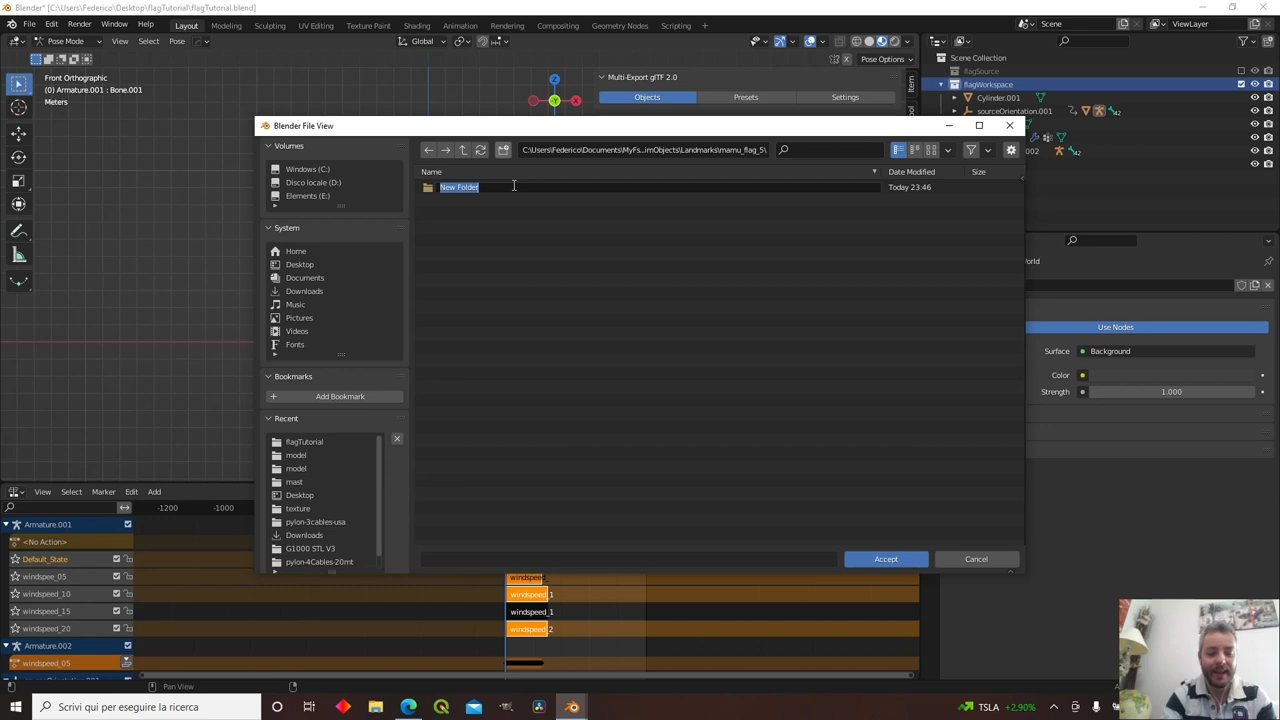 Blender* [C:\Users\Federico\Desktop\flagTutorial\flagTutorial.blend]
File Edit Render Window Help Layout Modeling Sculpting UV Editing Texture Paint Shading Animation Rendering Compositing Geometry Nodes Scripting + Scene ViewLayer
Pose Mode View Select Pose Global
Pose Options
Front Orthographic
(0) Armature.001 : Bone.001
Meters
Z
Y
X
Multi-Export glTF 2.0
Objects Presets Settings
Item
Scene Collection
flagSource
flagWorkspace
Cylinder.001
sourceOrientation.001
42
42
Blender File View
Volumes
Windows (C:)
Disco locale (D:)
Elements (E:)
System
Home
Desktop
Documents
Downloads
Music
Pictures
Videos
Fonts
Bookmarks
+ Add Bookmark
Recent
flagTutorial
model
model
mast
Desktop
texture
pylon-3cables-usa
Downloads
G1000 STL V3
pylon-4Cables-20mt
C:\Users\Federico\Documents\MyFs...imObjects\Landmarks\mamu_flag_5\
Name Date Modified Size
New Folder Today 23:46
Accept Cancel
Use Nodes
Surface Background
Color
Strength 1.000
View Select Marker Edit Add
-1200 -1000
Armature.001
<No Action>
Default_State
windspee_05
windspeed_10
windspeed_15
windspeed_20
Armature.002
windspeed_05
windspeed_
windspeed_1
windspeed_1
windspeed_2
Pan View
Scrivi qui per eseguire la ricerca
TSLA +2,90%